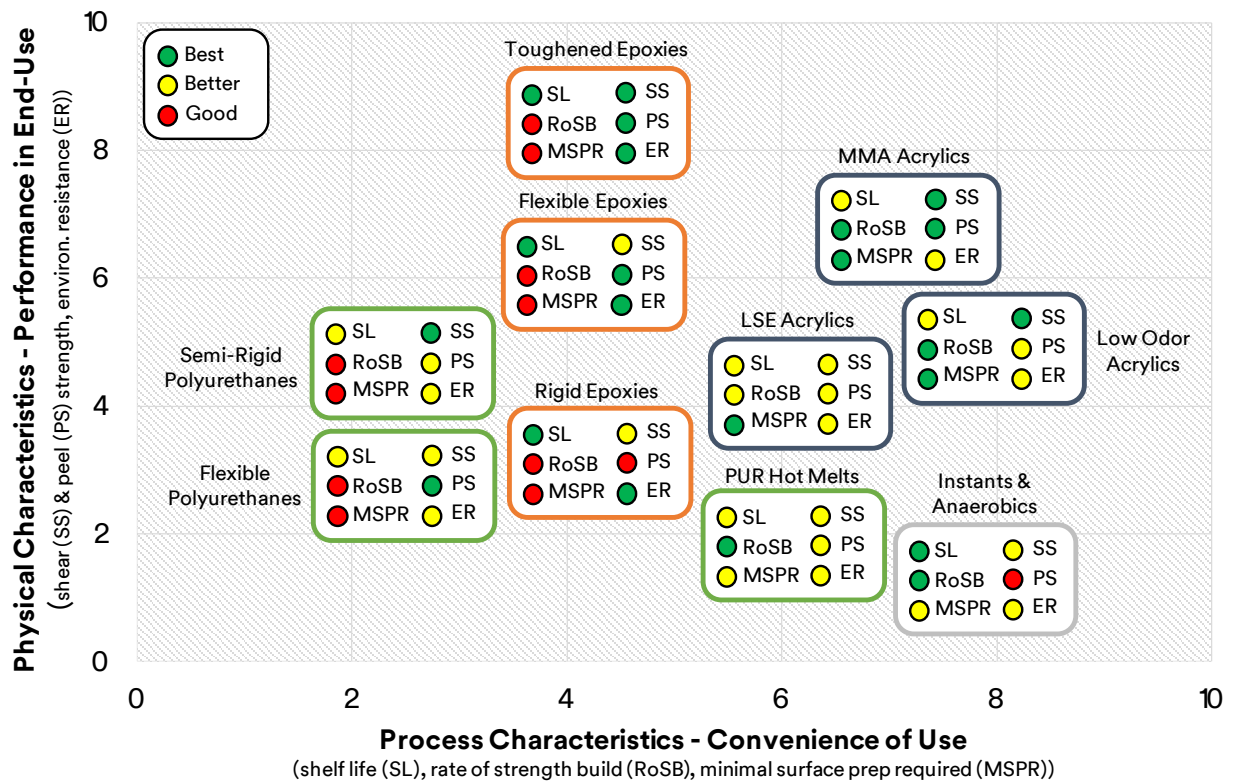 10
8
6
4
2
0
Physical Characteristics - Performance in End-Use
(shear (SS) & peel (PS) strength, environ. resistance (ER))
Best
Better
Good
Toughened Epoxies
SL SS
RoSB PS
MSPR ER
MMA Acrylics
SL SS
RoSB PS
MSPR ER
Flexible Epoxies
SL SS
RoSB PS
MSPR ER
Low Odor
Acrylics
SL SS
RoSB PS
MSPR ER
LSE Acrylics
SL SS
RoSB PS
MSPR ER
Semi-Rigid
Polyurethanes
SL SS
RoSB PS
MSPR ER
Rigid Epoxies
SL SS
RoSB PS
MSPR ER
Flexible
Polyurethanes
SL SS
RoSB PS
MSPR ER
PUR Hot Melts
SL SS
RoSB PS
MSPR ER
Instants &
Anaerobics
SL SS
RoSB PS
MSPR ER
0 2 4 6 8 10
Process Characteristics - Convenience of Use
(shelf life (SL), rate of strength build (RoSB), minimal surface prep required (MSPR))